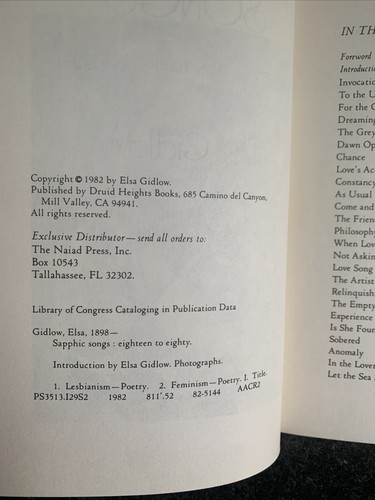 Copyright © 1982 by Elsa Gidlow.
Published by Druid Heights Books, 685 Camino del Canyon,
Mill Valley, CA 94941.
All rights reserved.
Exclusive Distributor — send all orders to:
The Naiad Press, Inc.
Box 10543
Tallahassee, FL 32302.
Library of Congress Cataloging in Publication Data
Gidlow, Elsa, 1898—
Sapphic songs : eighteen to eighty.
Introduction by Elsa Gidlow. Photographs.
1. Lesbianism—Poetry. 2. Feminism—Poetry. I. Title.
PS3513.I29S2 1982 811'.52 82-5144 AACR2
IN TH
Foreword
Introductio
Invocatio
To the U
For the G
Dreaming
The Grey
Dawn Op
Chance
Love's Ac
Constancy
As Usual
Come and
The Frien
Philosophy
When Lov
Not Askin
Love Song
The Artist
Relinquish
The Empty
Experience
Is She Foun
Sobered
Anomaly
In the Lover
Let the Sea